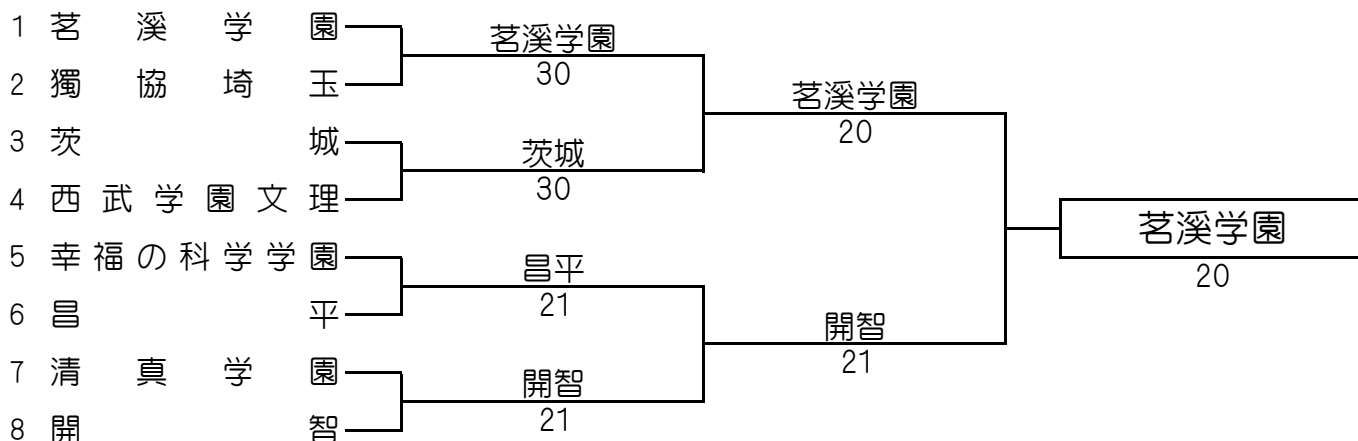 1 茗溪学園
2 獨協埼玉
3 茨城
4 西武学園文理
5 幸福の科学学園
6 昌平
7 清真学園
8 開智
茗溪学園
30
茨城
30
昌平
21
開智
21
茗溪学園
20
開智
21
茗溪学園
20